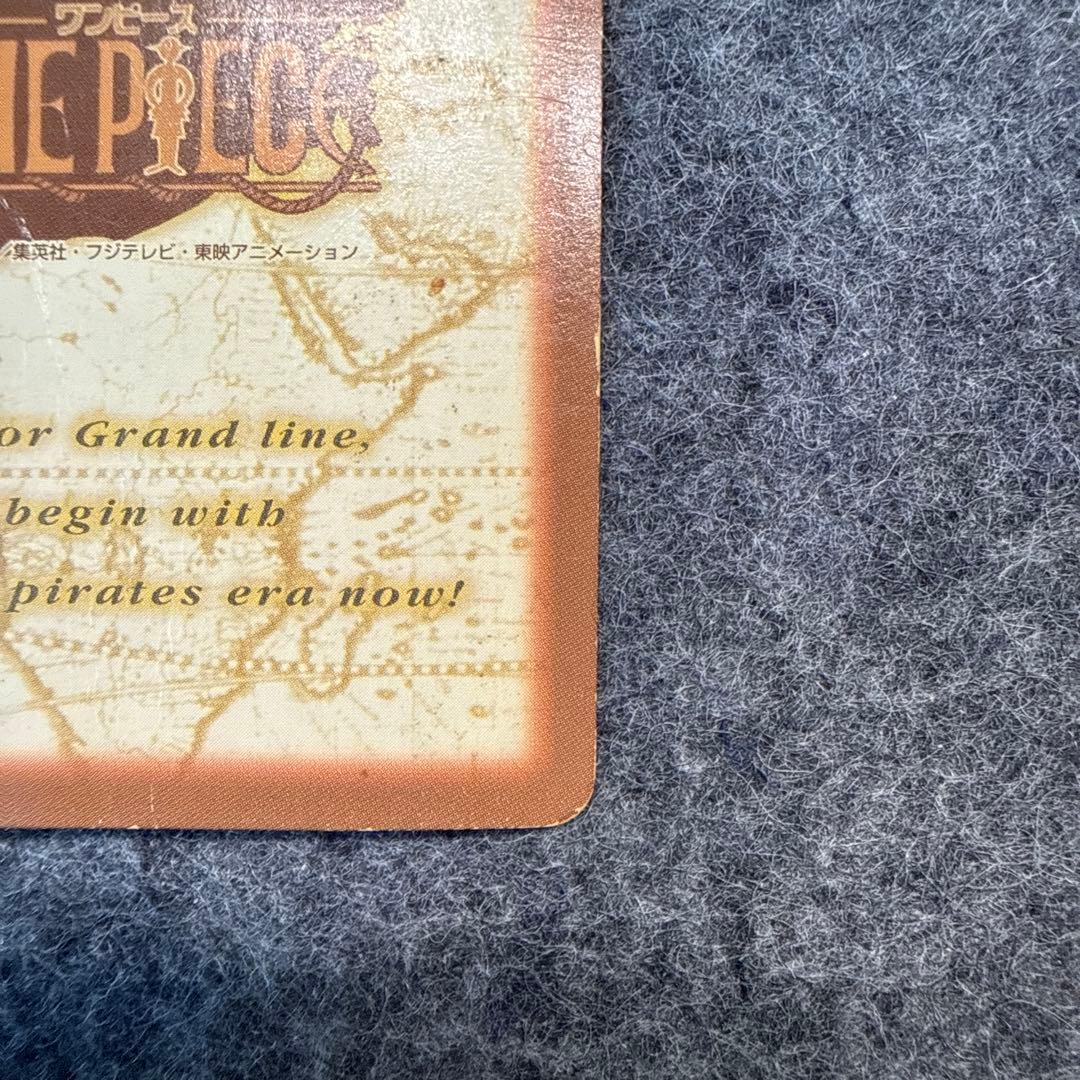 ワンピース
NE PIECE
集英社・フジテレビ・東映アニメーション
or Grand line,
begin with
pirates era now!